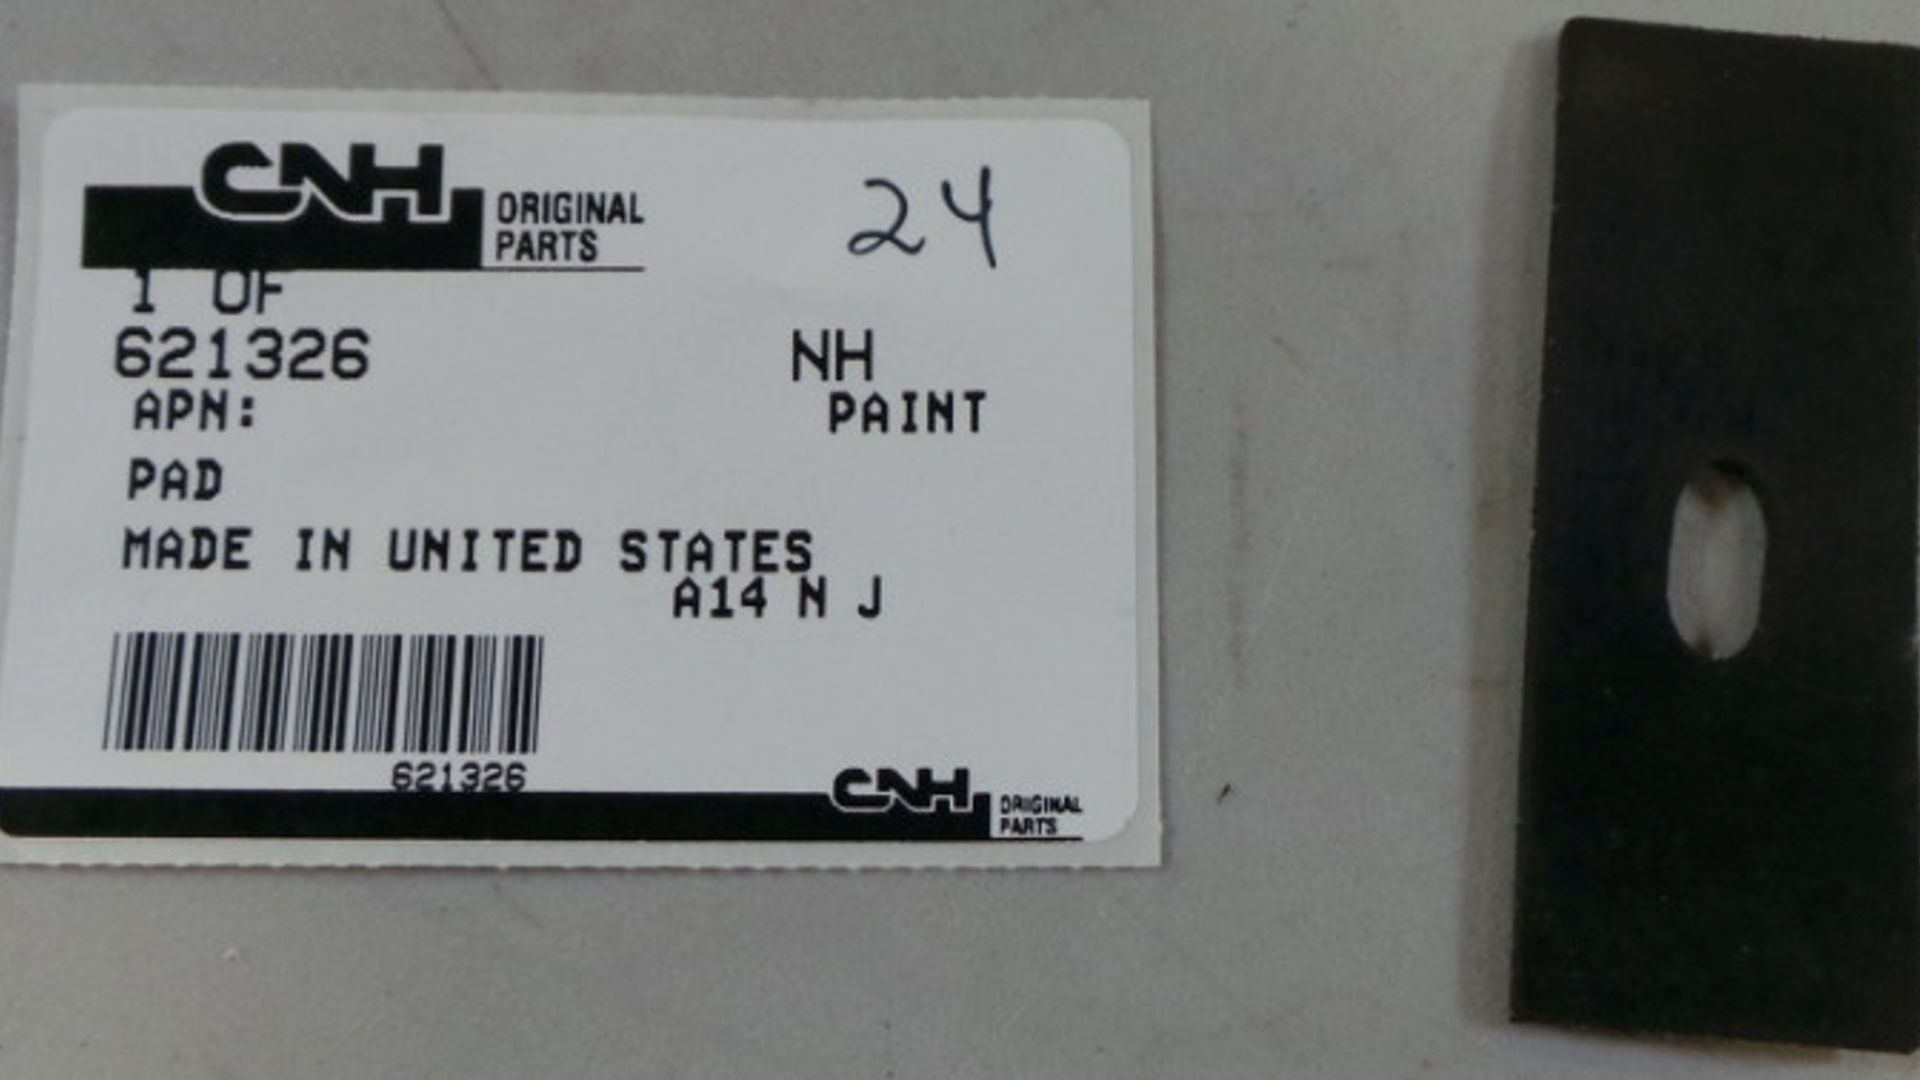 CNH ORIGINAL PARTS
24
1 OF
621326 NH
APN: PAINT
PAD
MADE IN UNITED STATES
A14 N J
621326
CNH ORIGINAL PARTS